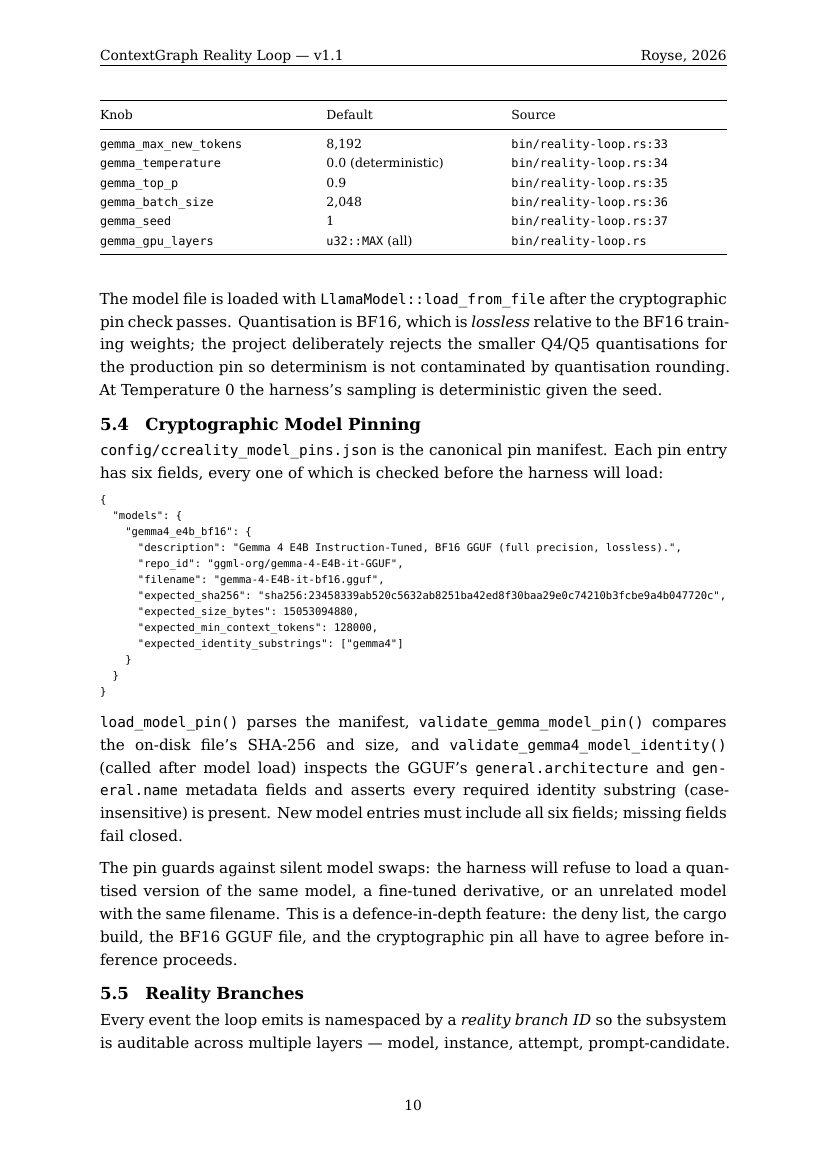 ContextGraph Reality Loop — v1.1 Royse, 2026
Knob Default Source
gemma_max_new_tokens 8,192 bin/reality-loop.rs:33
gemma_temperature 0.0 (deterministic) bin/reality-loop.rs:34
gemma_top_p 0.9 bin/reality-loop.rs:35
gemma_batch_size 2,048 bin/reality-loop.rs:36
gemma_seed 1 bin/reality-loop.rs:37
gemma_gpu_layers u32::MAX (all) bin/reality-loop.rs
The model file is loaded with LlamaModel::load_from_file after the cryptographic
pin check passes. Quantisation is BF16, which is lossless relative to the BF16 train-
ing weights; the project deliberately rejects the smaller Q4/Q5 quantisations for
the production pin so determinism is not contaminated by quantisation rounding.
At Temperature 0 the harness’s sampling is deterministic given the seed.
5.4 Cryptographic Model Pinning
config/ccreality_model_pins.json is the canonical pin manifest. Each pin entry
has six fields, every one of which is checked before the harness will load:
{
  "models": {
    "gemma4_e4b_bf16": {
      "description": "Gemma 4 E4B Instruction-Tuned, BF16 GGUF (full precision, lossless).",
      "repo_id": "ggml-org/gemma-4-E4B-it-GGUF",
      "filename": "gemma-4-E4B-it-bf16.gguf",
      "expected_sha256": "sha256:23458339ab520c5632ab8251ba42ed8f30baa29e0c74210b3fcbe9a4b047720c",
      "expected_size_bytes": 15053094880,
      "expected_min_context_tokens": 128000,
      "expected_identity_substrings": ["gemma4"]
    }
  }
}
load_model_pin() parses the manifest, validate_gemma_model_pin() compares
the on-disk file’s SHA-256 and size, and validate_gemma4_model_identity()
(called after model load) inspects the GGUF’s general.architecture and gen-
eral.name metadata fields and asserts every required identity substring (case-
insensitive) is present. New model entries must include all six fields; missing fields
fail closed.
The pin guards against silent model swaps: the harness will refuse to load a quan-
tised version of the same model, a fine-tuned derivative, or an unrelated model
with the same filename. This is a defence-in-depth feature: the deny list, the cargo
build, the BF16 GGUF file, and the cryptographic pin all have to agree before in-
ference proceeds.
5.5 Reality Branches
Every event the loop emits is namespaced by a reality branch ID so the subsystem
is auditable across multiple layers — model, instance, attempt, prompt-candidate.
10